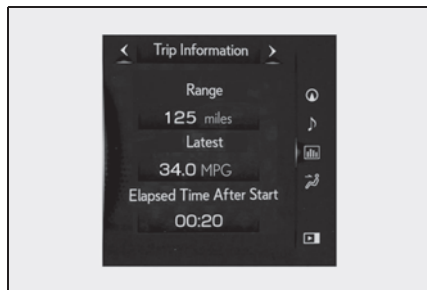 Trip Information
Range
125 miles
Latest
34.0 MPG
Elapsed Time After Start
00:20